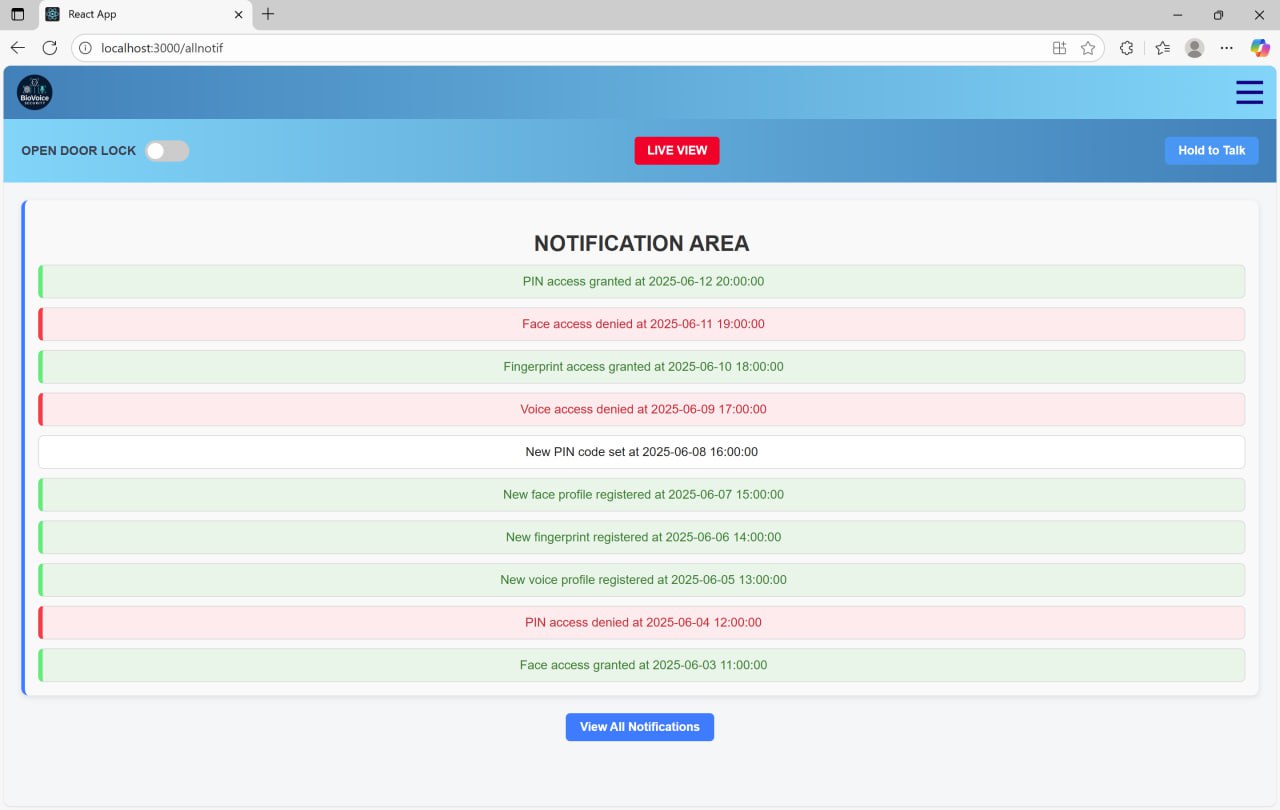 React App
localhost:3000/allnotif
BioVoice
SECURITY
OPEN DOOR LOCK
LIVE VIEW
Hold to Talk
NOTIFICATION AREA
PIN access granted at 2025-06-12 20:00:00
Face access denied at 2025-06-11 19:00:00
Fingerprint access granted at 2025-06-10 18:00:00
Voice access denied at 2025-06-09 17:00:00
New PIN code set at 2025-06-08 16:00:00
New face profile registered at 2025-06-07 15:00:00
New fingerprint registered at 2025-06-06 14:00:00
New voice profile registered at 2025-06-05 13:00:00
PIN access denied at 2025-06-04 12:00:00
Face access granted at 2025-06-03 11:00:00
View All Notifications